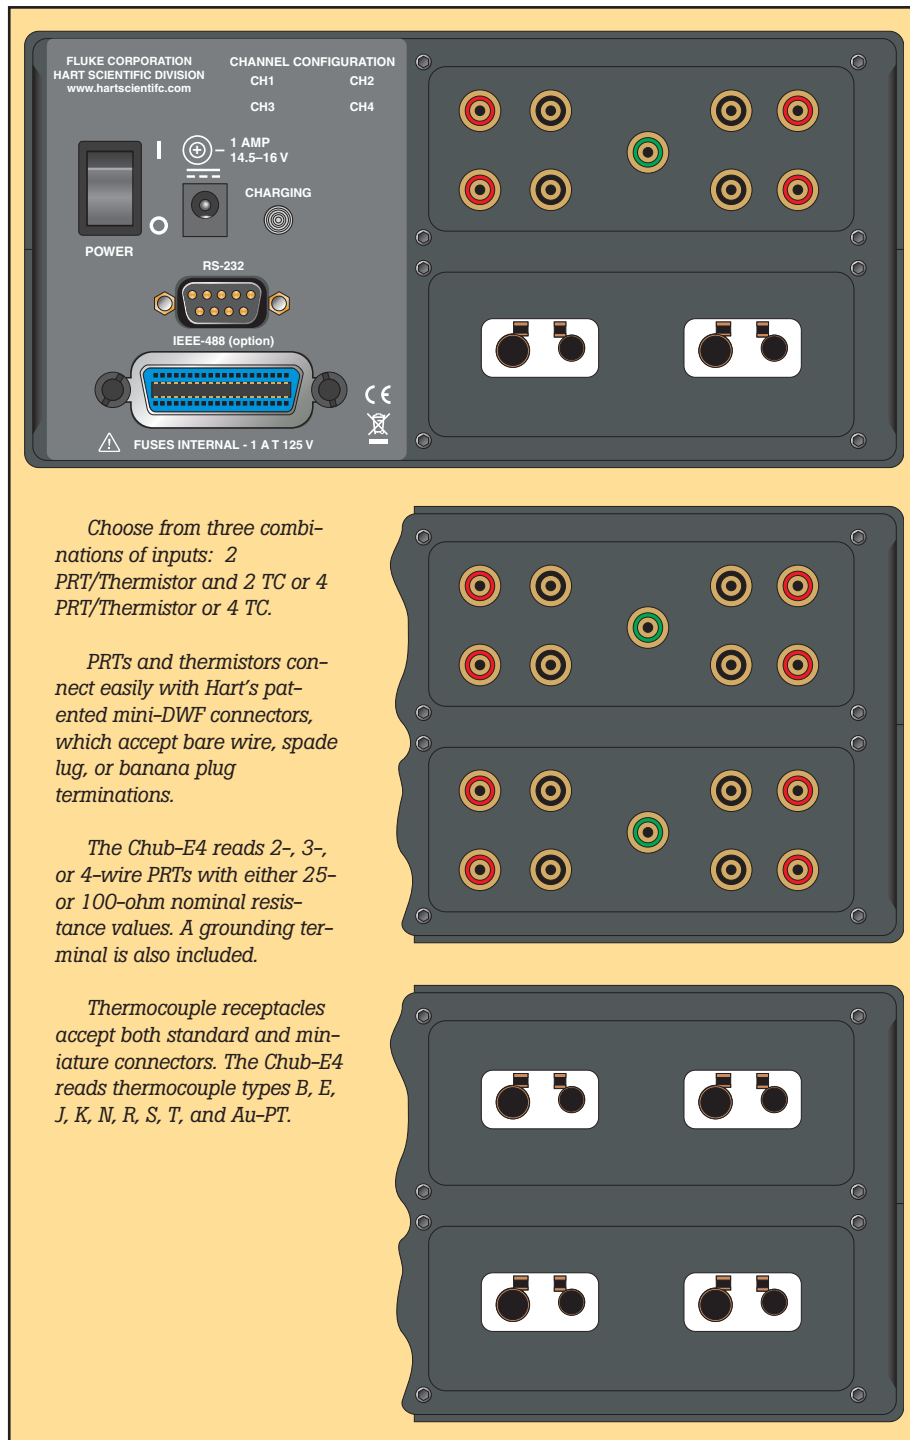 FLUKE CORPORATION
HART SCIENTIFIC DIVISION
www.hartscientifc.com
CHANNEL CONFIGURATION
CH1 CH2
CH3 CH4
1 AMP
14.5–16 V
CHARGING
I
O
POWER
RS-232
IEEE-488 (option)
CE
FUSES INTERNAL - 1 A T 125 V
Choose from three combi-
nations of inputs: 2
PRT/Thermistor and 2 TC or 4
PRT/Thermistor or 4 TC.
PRTs and thermistors con-
nect easily with Hart's pat-
ented mini-DWF connectors,
which accept bare wire, spade
lug, or banana plug
terminations.
The Chub-E4 reads 2-, 3-,
or 4-wire PRTs with either 25-
or 100-ohm nominal resis-
tance values. A grounding ter-
minal is also included.
Thermocouple receptacles
accept both standard and min-
iature connectors. The Chub-E4
reads thermocouple types B, E,
J, K, N, R, S, T, and Au-PT.